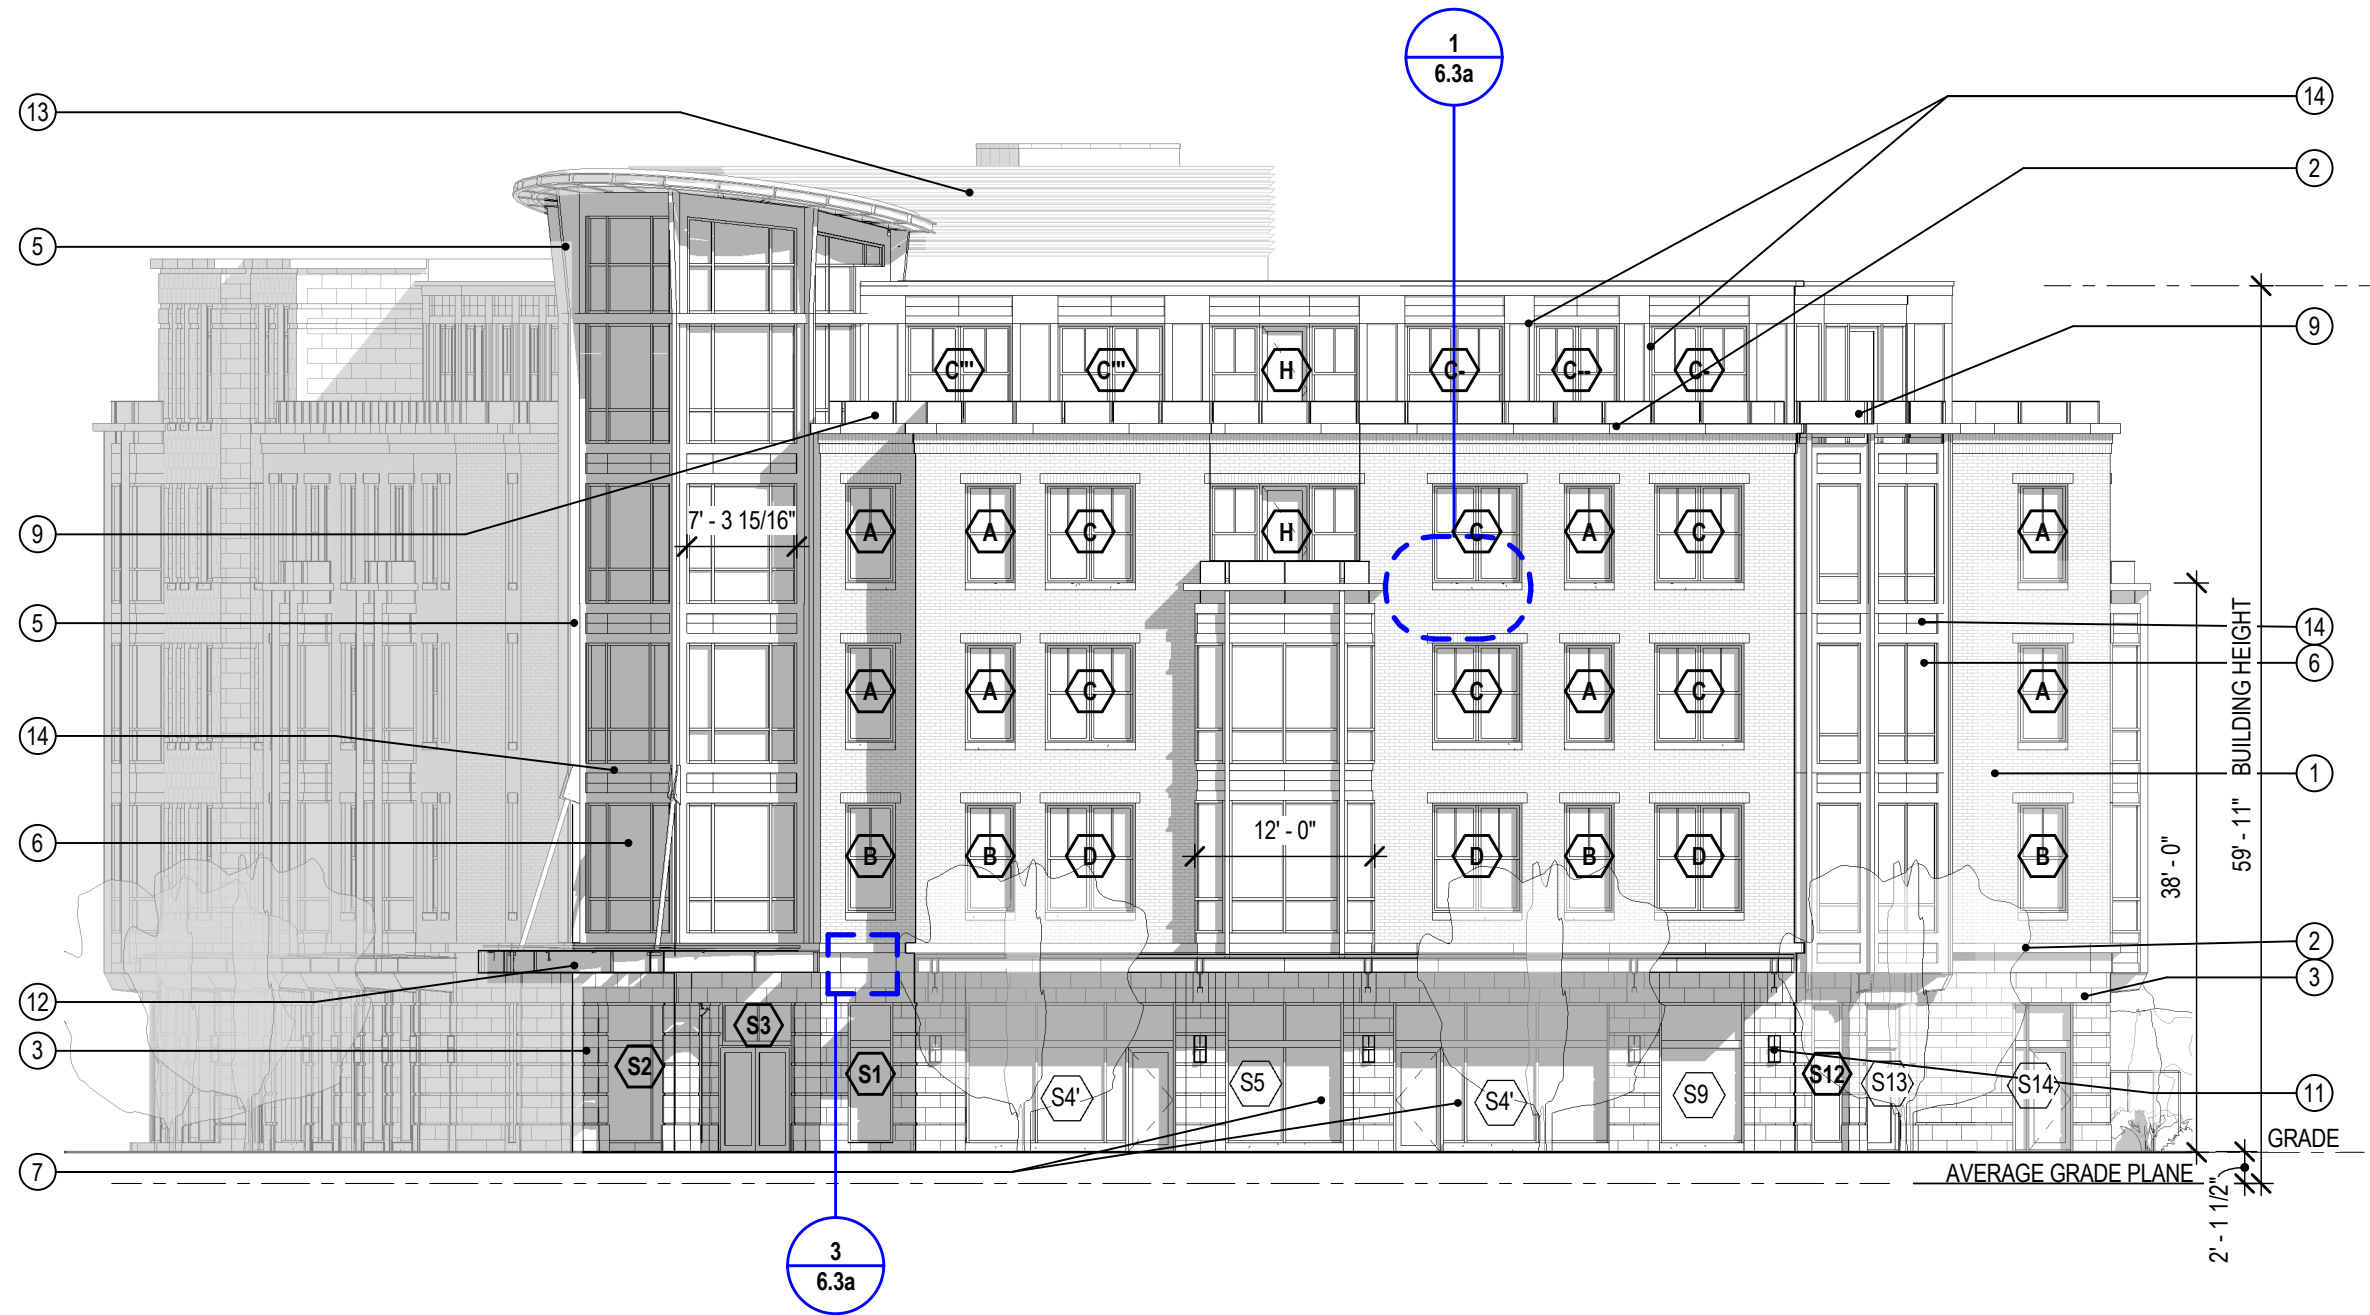 1
6.3a
13
14
2
5
9
C'''
C'''
H
C-
C--
C-
9
7' - 3 15/16"
A
A
C
H
C
A
C
A
5
14
6
A
A
C
C
A
C
A
14
1
6
B
B
D
12' - 0"
D
B
D
B
38' - 0"
59' - 11" BUILDING HEIGHT
2
3
12
3
S2
S3
S1
S4'
S5
S4'
S9
S12
S13
S14
11
7
GRADE
AVERAGE GRADE PLANE
2' - 1 1/2"
3
6.3a